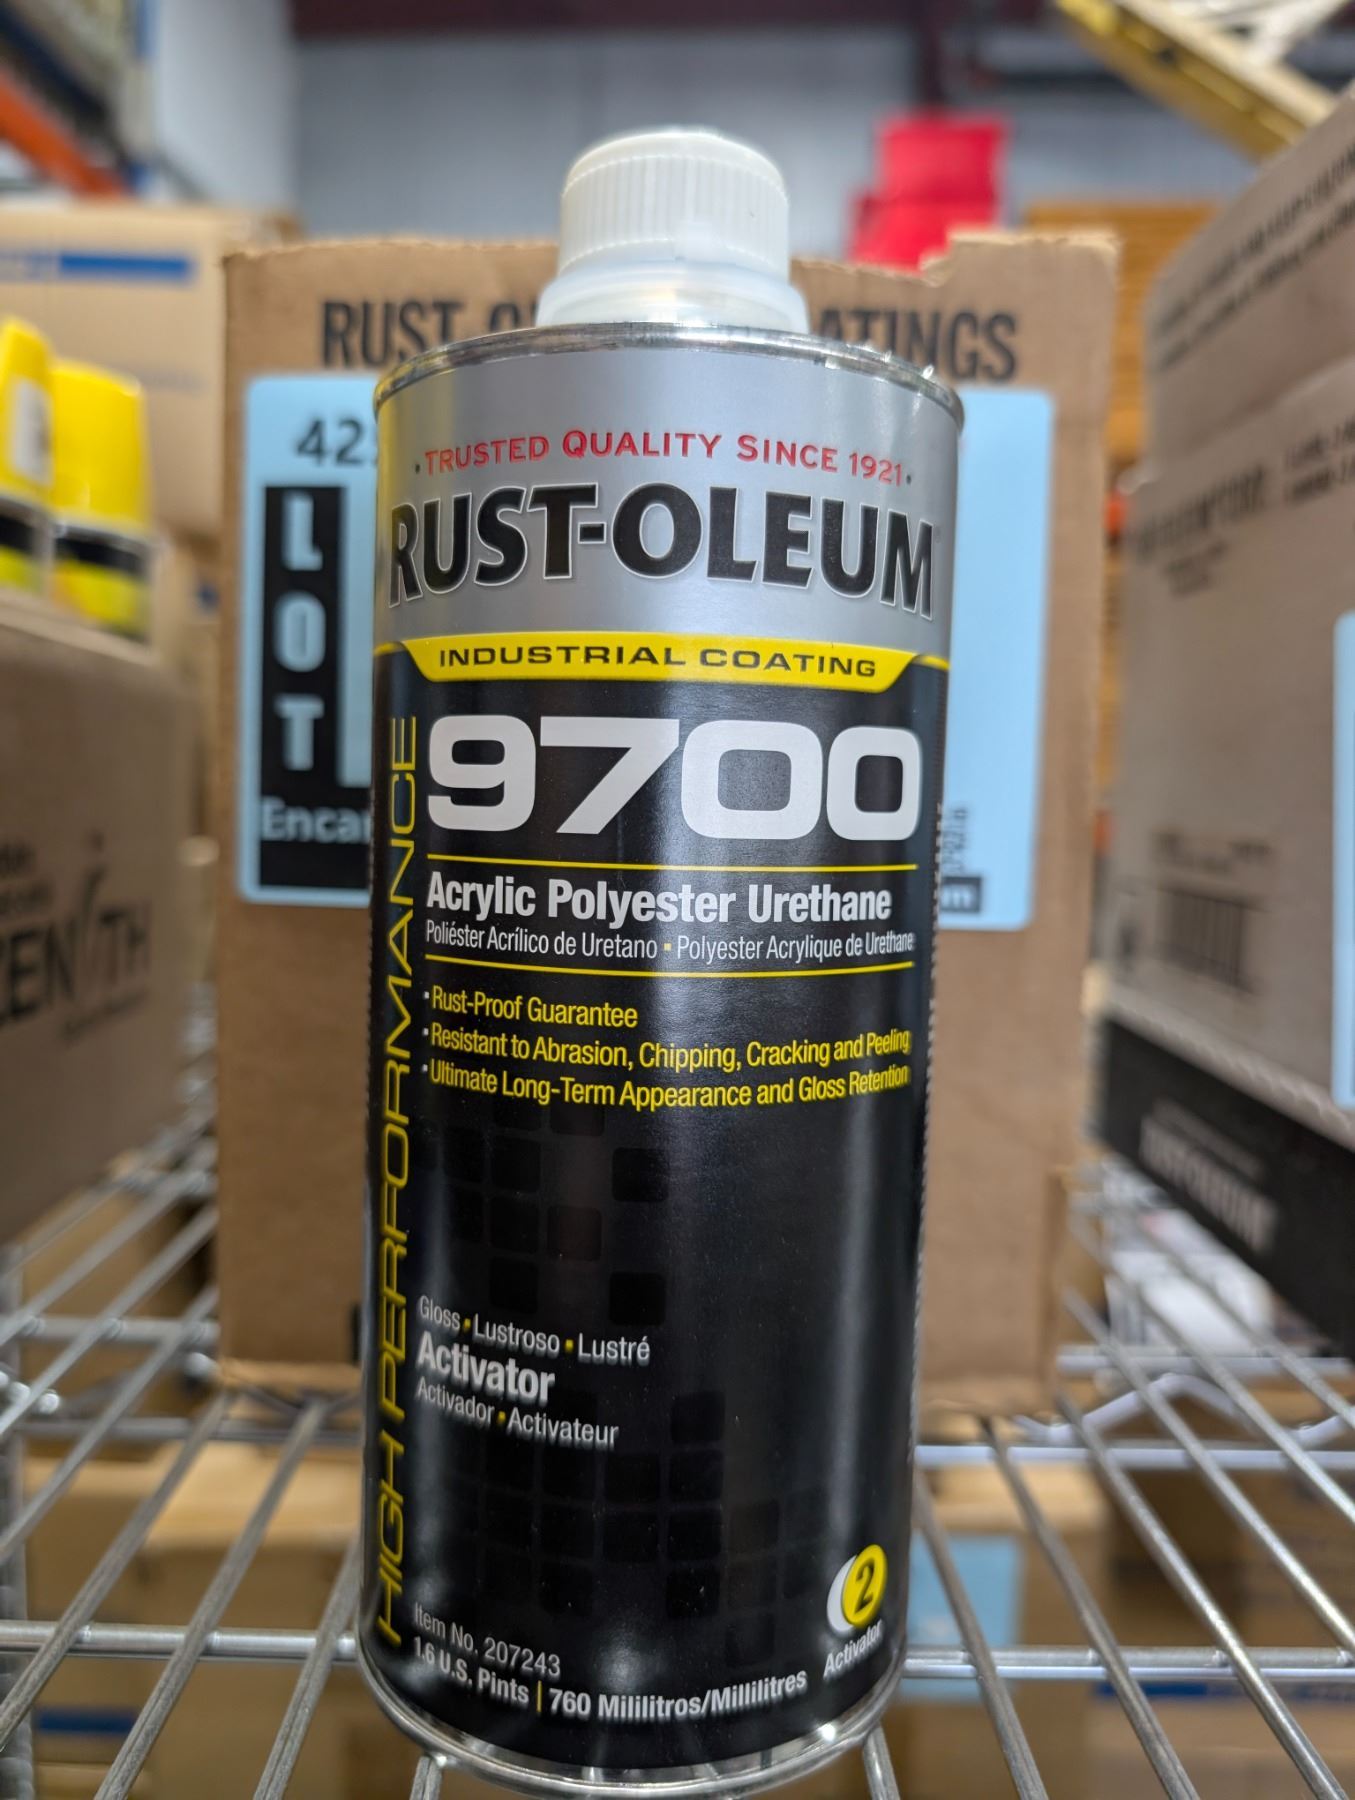 · TRUSTED QUALITY SINCE 1921 ·
RUST-OLEUM
INDUSTRIAL COATING
HIGH PERFORMANCE
9700
Acrylic Polyester Urethane
Poliéster Acrílico de Uretano ▪ Polyester Acrylique de Uréthane
· Rust-Proof Guarantee
· Resistant to Abrasion, Chipping, Cracking and Peeling
· Ultimate Long-Term Appearance and Gloss Retention
Gloss ▪ Lustroso ▪ Lustré
Activator
Activador ▪ Activateur
Item No. 207243
1.6 U.S. Pints | 760 Mililitros/Millilitres
2
Activator
RUST
LOT
RUST-OLEUM